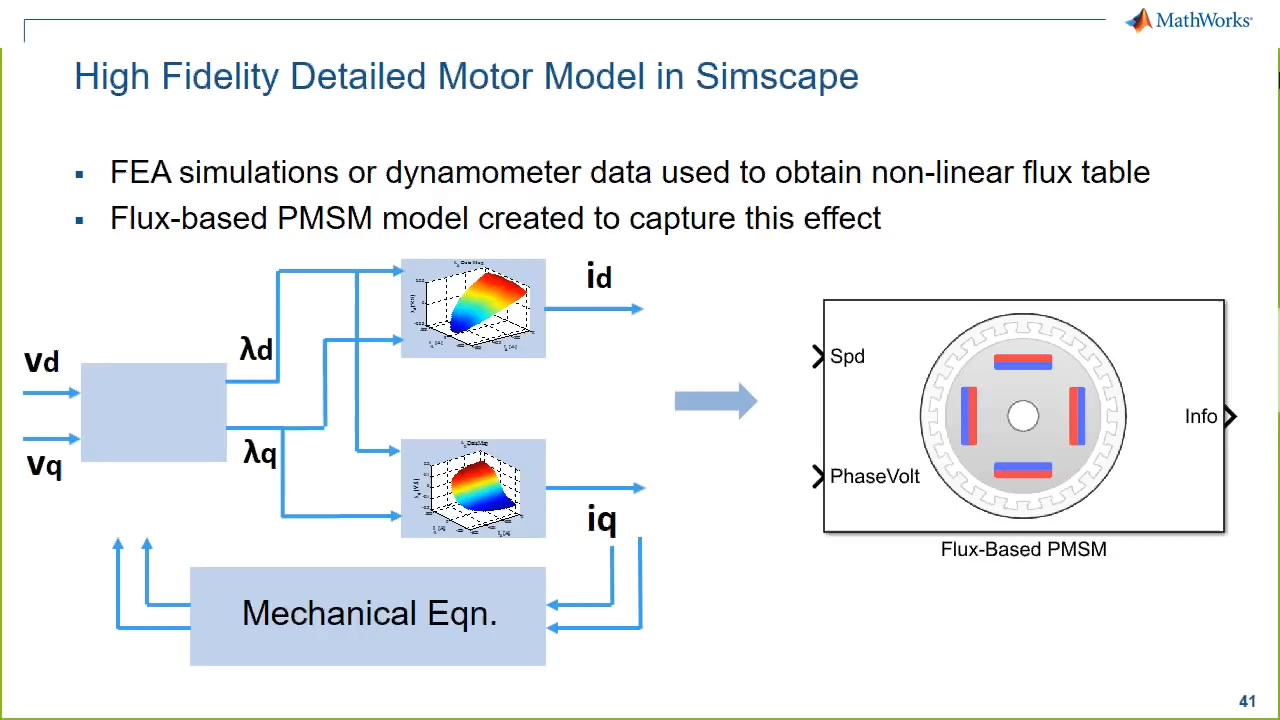 MathWorks
High Fidelity Detailed Motor Model in Simscape
▪ FEA simulations or dynamometer data used to obtain non-linear flux table
▪ Flux-based PMSM model created to capture this effect
vd
vq
λd
λq
id
iq
Mechanical Eqn.
Spd
PhaseVolt
Info
Flux-Based PMSM
41